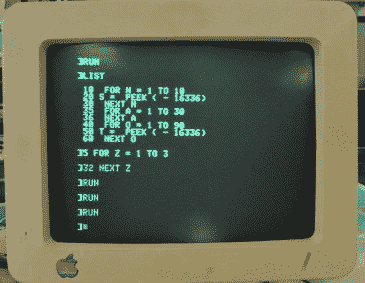 ]RUN
]LIST
10 FOR N = 1 TO 10
20 S = PEEK ( - 16336)
30 NEXT N
35 FOR A = 1 TO 30
36 NEXT A
40 FOR O = 1 TO 90
50 T = PEEK ( - 16336)
60 NEXT O
]5 FOR Z = 1 TO 3
]32 NEXT Z
]RUN
]RUN
]RUN
]